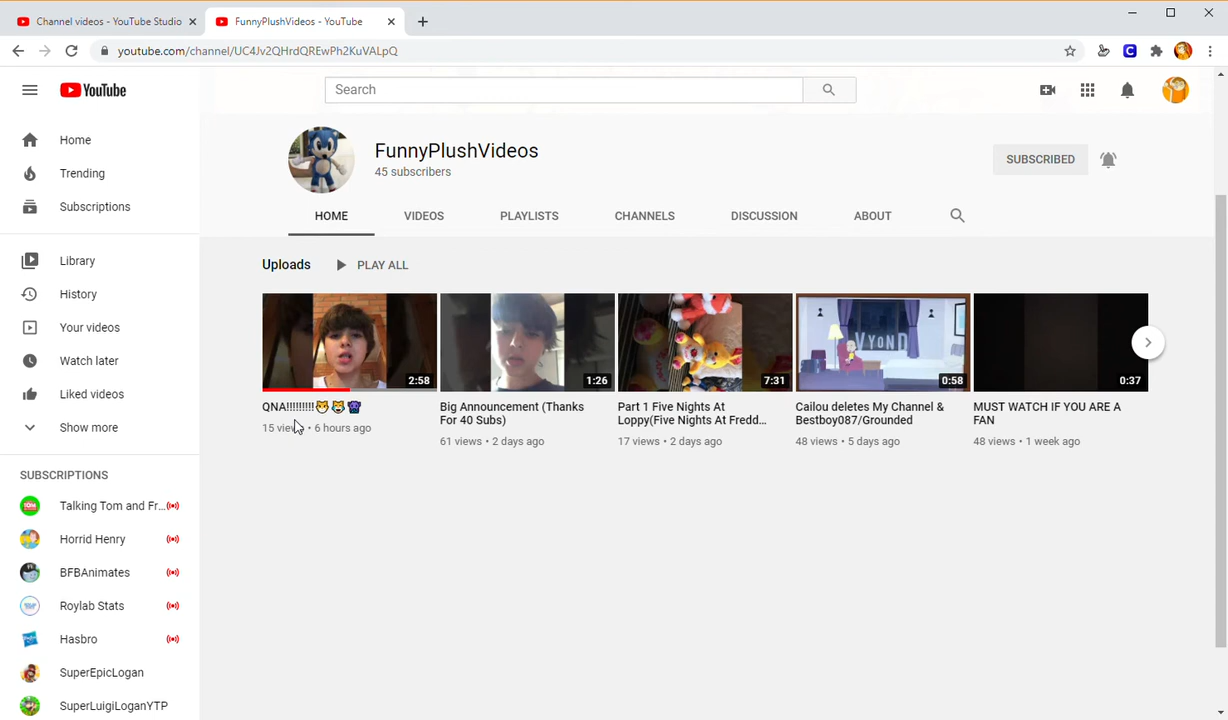 Channel videos - YouTube Studio
FunnyPlushVideos - YouTube
youtube.com/channel/UC4Jv2QHrdQREwPh2KuVALpQ
YouTube
Search
Home
Trending
Subscriptions
Library
History
Your videos
Watch later
Liked videos
Show more
SUBSCRIPTIONS
Talking Tom and Fr...
Horrid Henry
BFBAnimates
Roylab Stats
Hasbro
SuperEpicLogan
SuperLuigiLoganYTP
FunnyPlushVideos
45 subscribers
SUBSCRIBED
HOME VIDEOS PLAYLISTS CHANNELS DISCUSSION ABOUT
Uploads PLAY ALL
2:58
QNA!!!!!!!!!🐯🐯
15 views • 6 hours ago
1:26
Big Announcement (Thanks
For 40 Subs)
61 views • 2 days ago
7:31
Part 1 Five Nights At
Loppy(Five Nights At Fredd...
17 views • 2 days ago
VYOND
0:58
Cailou deletes My Channel &
Bestboy087/Grounded
48 views • 5 days ago
0:37
MUST WATCH IF YOU ARE A
FAN
48 views • 1 week ago